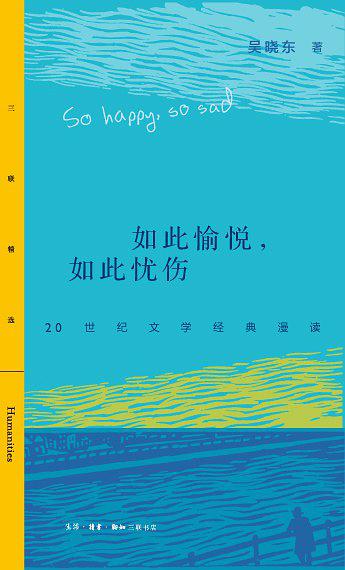 吴晓东 著
So happy, so sad
如此愉悦,
如此忧伤
20世纪文学经典漫读
三联精选
Humanities
生活·读书·新知三联书店